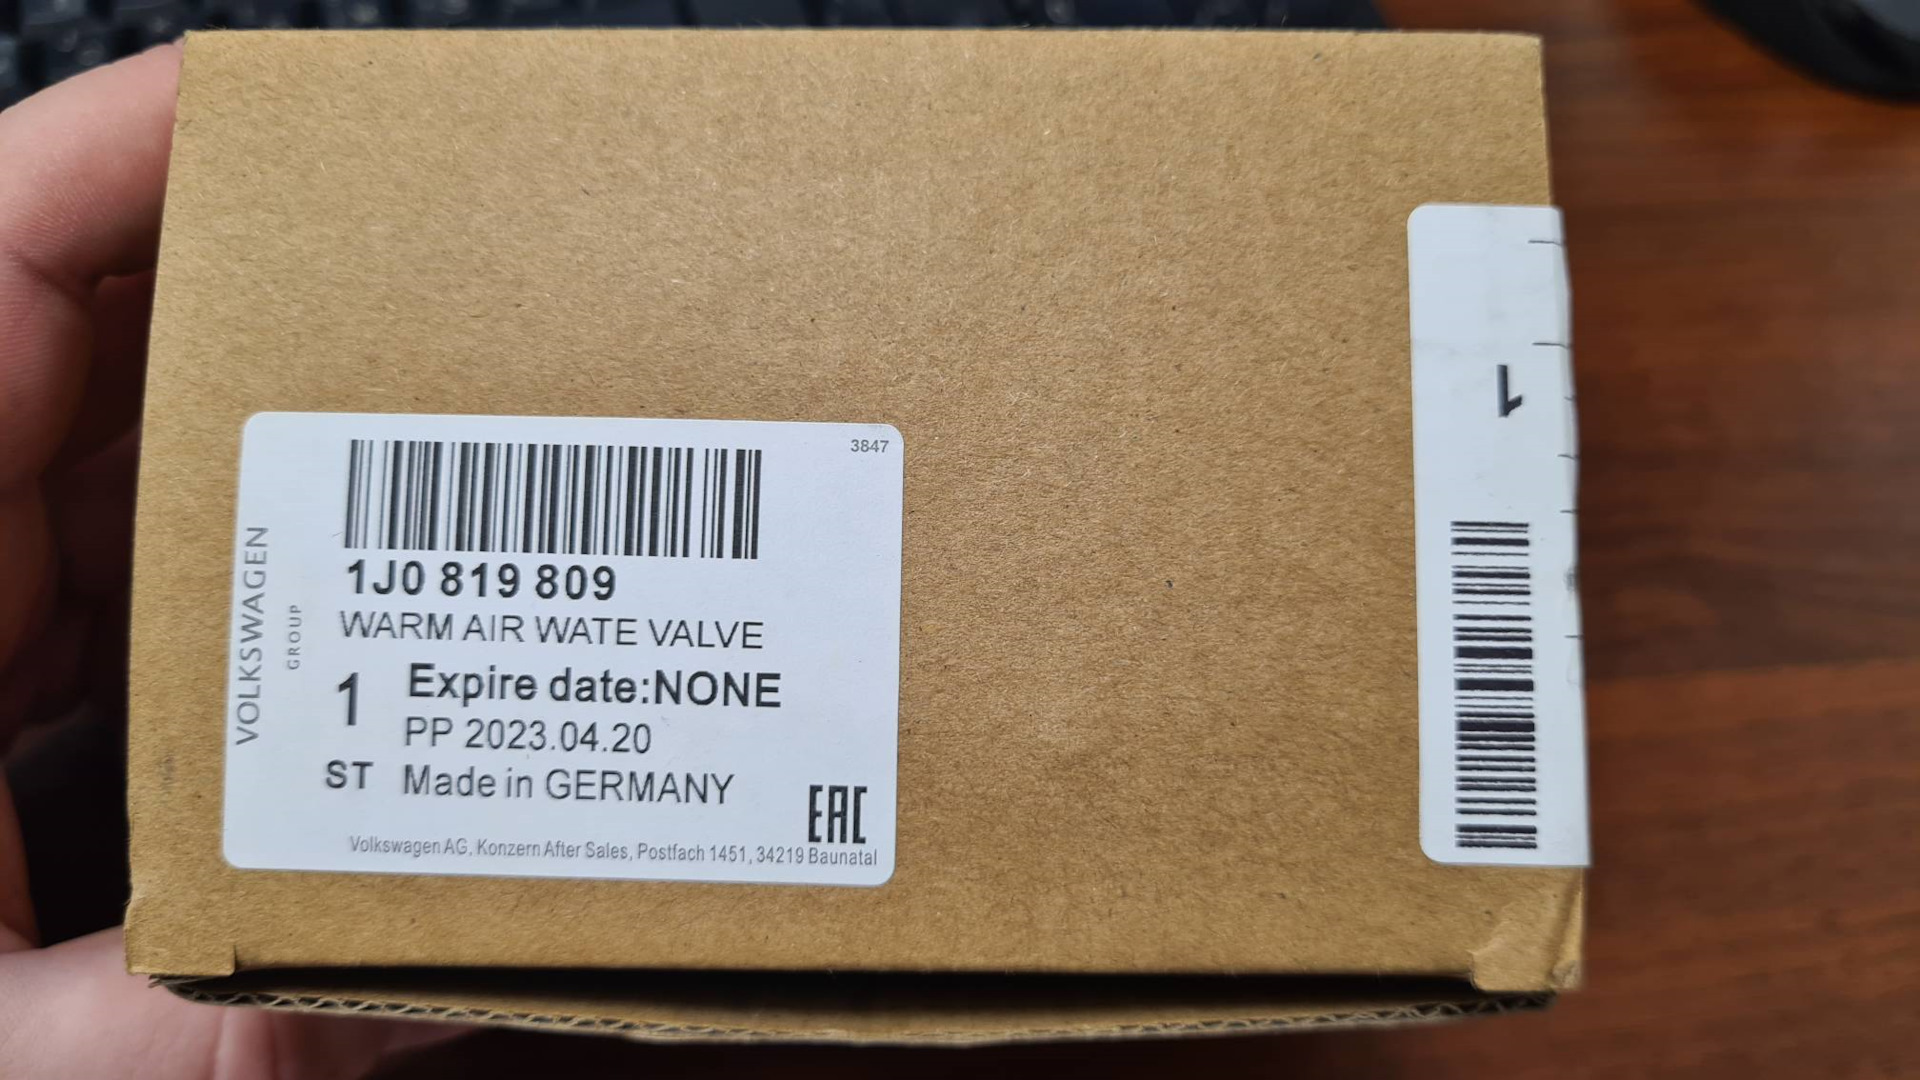 3847
1J0 819 809
WARM AIR WATE VALVE
1
Expire date:NONE
PP 2023.04.20
ST
Made in GERMANY
EAC
Volkswagen AG, Konzern After Sales, Postfach 1451, 34219 Baunatal
VOLKSWAGEN
GROUP
1